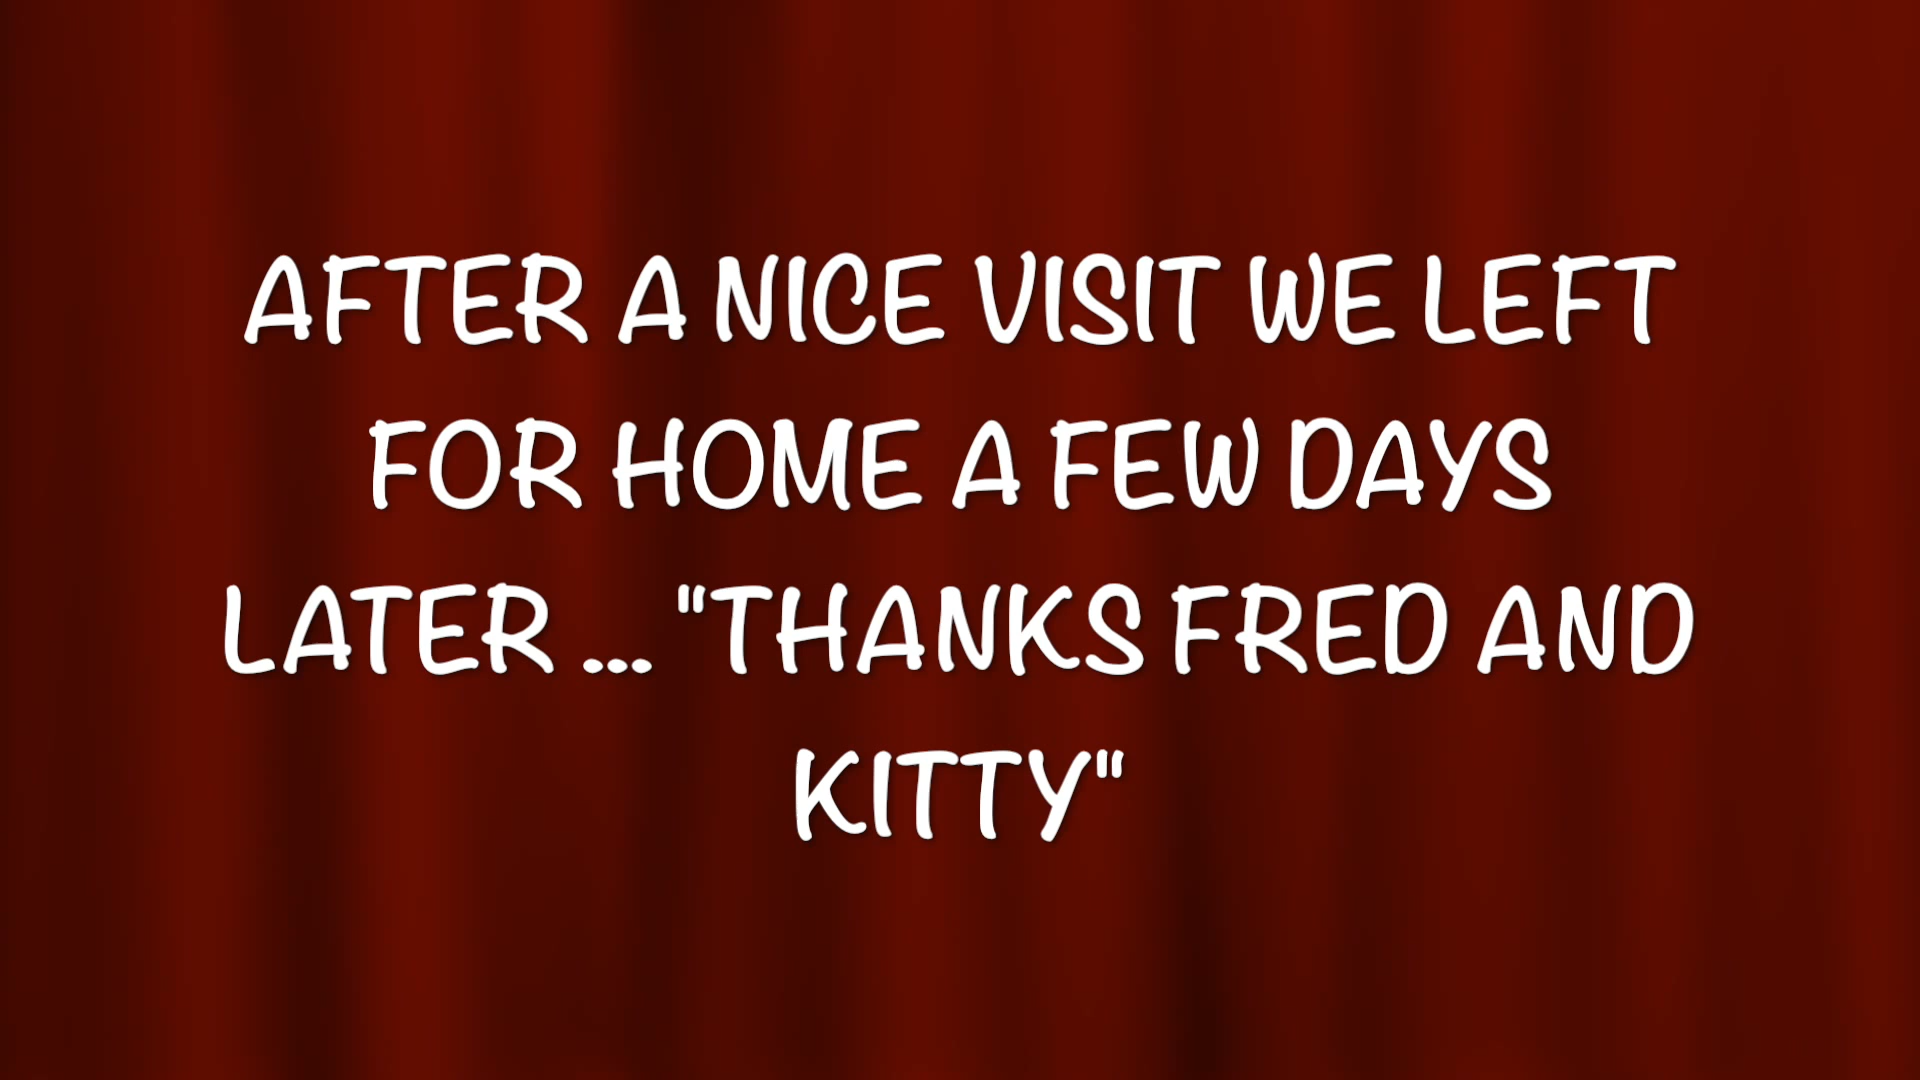 AFTER A NICE VISIT WE LEFT
FOR HOME A FEW DAYS
LATER ... "THANKS FRED AND
KITTY"